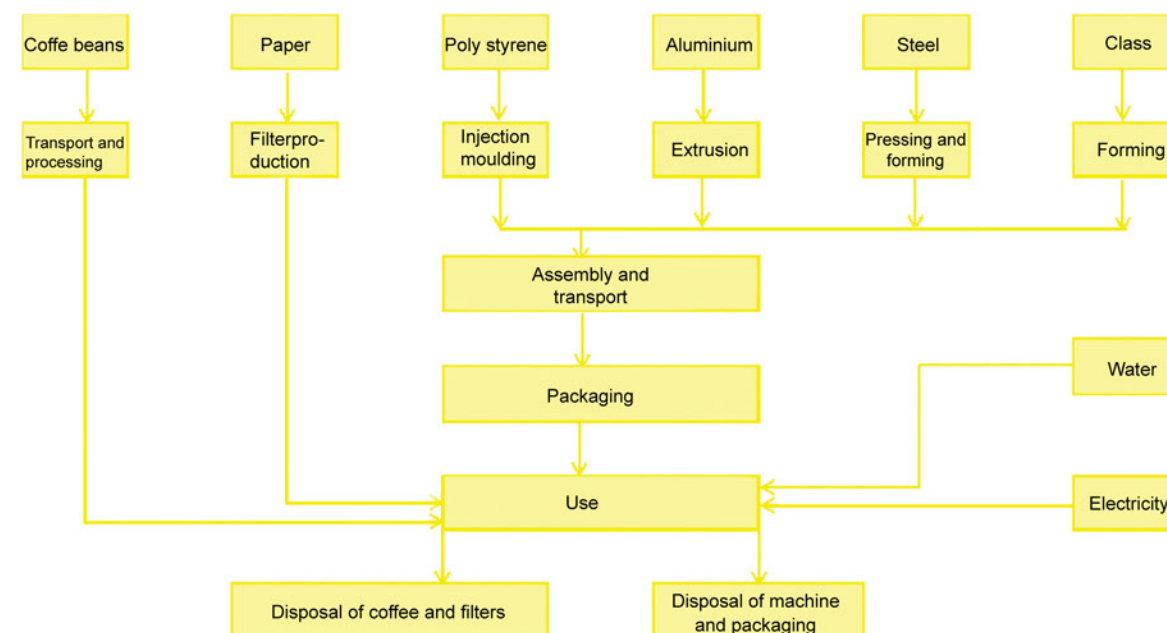 Coffe beans
Paper
Poly styrene
Aluminium
Steel
Class
Transport and
processing
Filterpro-
duction
Injection
moulding
Extrusion
Pressing and
forming
Forming
Assembly and
transport
Packaging
Water
Use
Electricity
Disposal of coffee and filters
Disposal of machine
and packaging